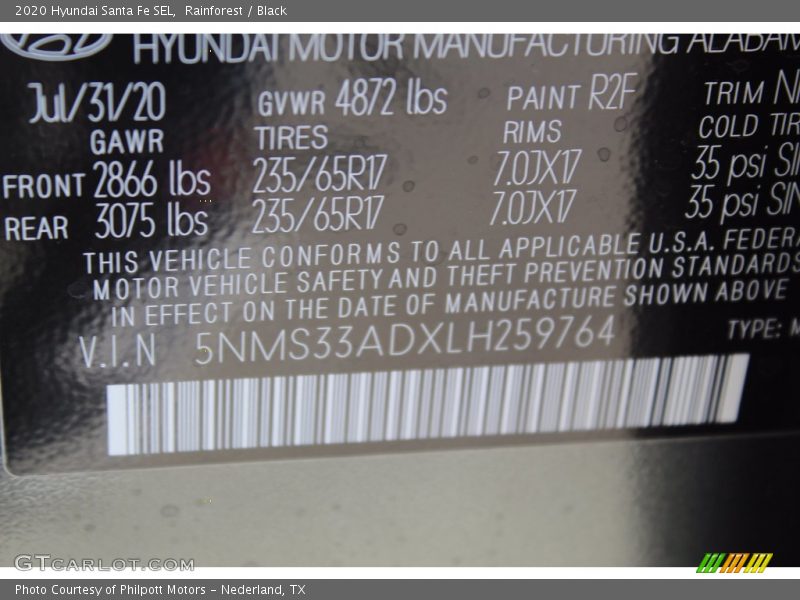 2020 Hyundai Santa Fe SEL, Rainforest / Black
HYUNDAI MOTOR MANUFACTURING ALABAM
Jul/31/20 GVWR 4872 lbs PAINT R2F TRIM
GAWR TIRES RIMS COLD TIR
FRONT 2866 lbs 235/65R17 7.0JX17 35 psi SIN
REAR 3075 lbs 235/65R17 7.0JX17 35 psi SIN
THIS VEHICLE CONFORMS TO ALL APPLICABLE U.S.A. FEDERA
MOTOR VEHICLE SAFETY AND THEFT PREVENTION STANDARDS
IN EFFECT ON THE DATE OF MANUFACTURE SHOWN ABOVE
V.I.N 5NMS33ADXLH259764 TYPE: M
GTCARLOT.COM
Photo Courtesy of Philpott Motors - Nederland, TX